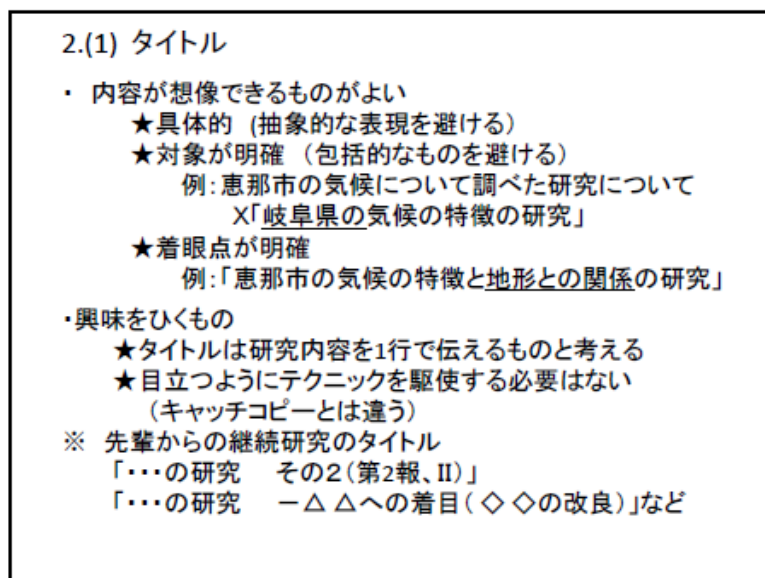 2.(1) タイトル
・ 内容が想像できるものがよい
★具体的 (抽象的な表現を避ける)
★対象が明確 (包括的なものを避ける)
例:恵那市の気候について調べた研究について
X「岐阜県の気候の特徴の研究」
★着眼点が明確
例:「恵那市の気候の特徴と地形との関係の研究」
・興味をひくもの
★タイトルは研究内容を1行で伝えるものと考える
★目立つようにテクニックを駆使する必要はない
(キャッチコピーとは違う)
※ 先輩からの継続研究のタイトル
「・・・の研究 その2(第2報、II)」
「・・・の研究 -△△への着目(◇◇の改良)」など